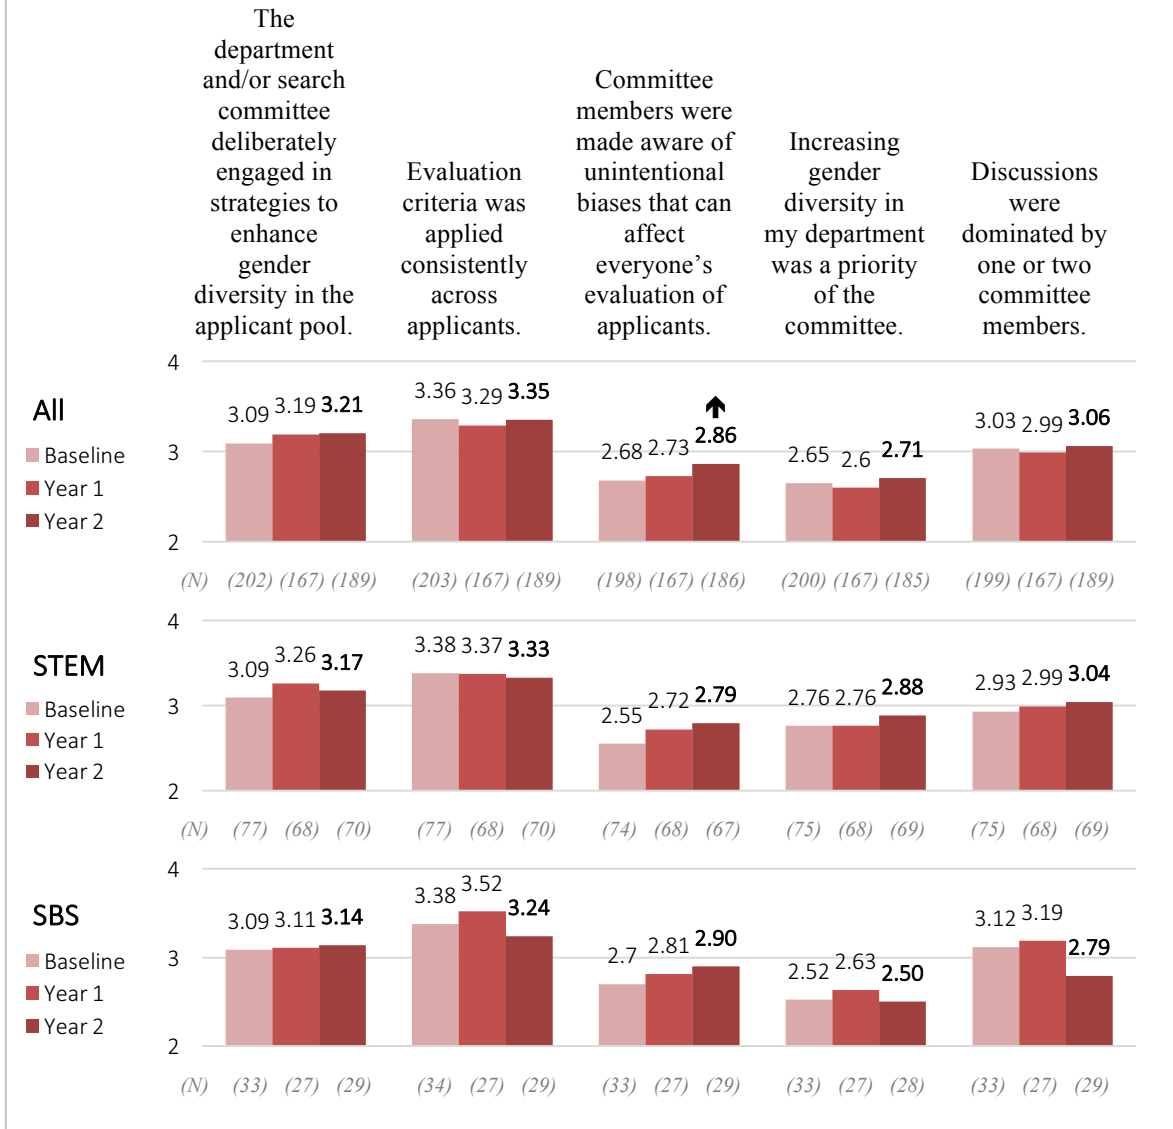 The
department
and/or search
committee
deliberately
engaged in
strategies to
enhance
gender
diversity in the
applicant pool.
Evaluation
criteria was
applied
consistently
across
applicants.
Committee
members were
made aware of
unintentional
biases that can
affect
everyone’s
evaluation of
applicants.
Increasing
gender
diversity in
my department
was a priority
of the
committee.
Discussions
were
dominated by
one or two
committee
members.
All
Baseline
Year 1
Year 2
4
3
2
3.09 3.19 3.21
3.36 3.29 3.35
2.68 2.73 2.86
2.65 2.6 2.71
3.03 2.99 3.06
(N) (202) (167) (189) (203) (167) (189) (198) (167) (186) (200) (167) (185) (199) (167) (189)
STEM
Baseline
Year 1
Year 2
4
3
2
3.09 3.26 3.17
3.38 3.37 3.33
2.55 2.72 2.79
2.76 2.76 2.88
2.93 2.99 3.04
(N) (77) (68) (70) (77) (68) (70) (74) (68) (67) (75) (68) (69) (75) (68) (69)
SBS
Baseline
Year 1
Year 2
4
3
2
3.09 3.11 3.14
3.38 3.52 3.24
2.7 2.81 2.90
2.52 2.63 2.50
3.12 3.19 2.79
(N) (33) (27) (29) (34) (27) (29) (33) (27) (29) (33) (27) (28) (33) (27) (29)